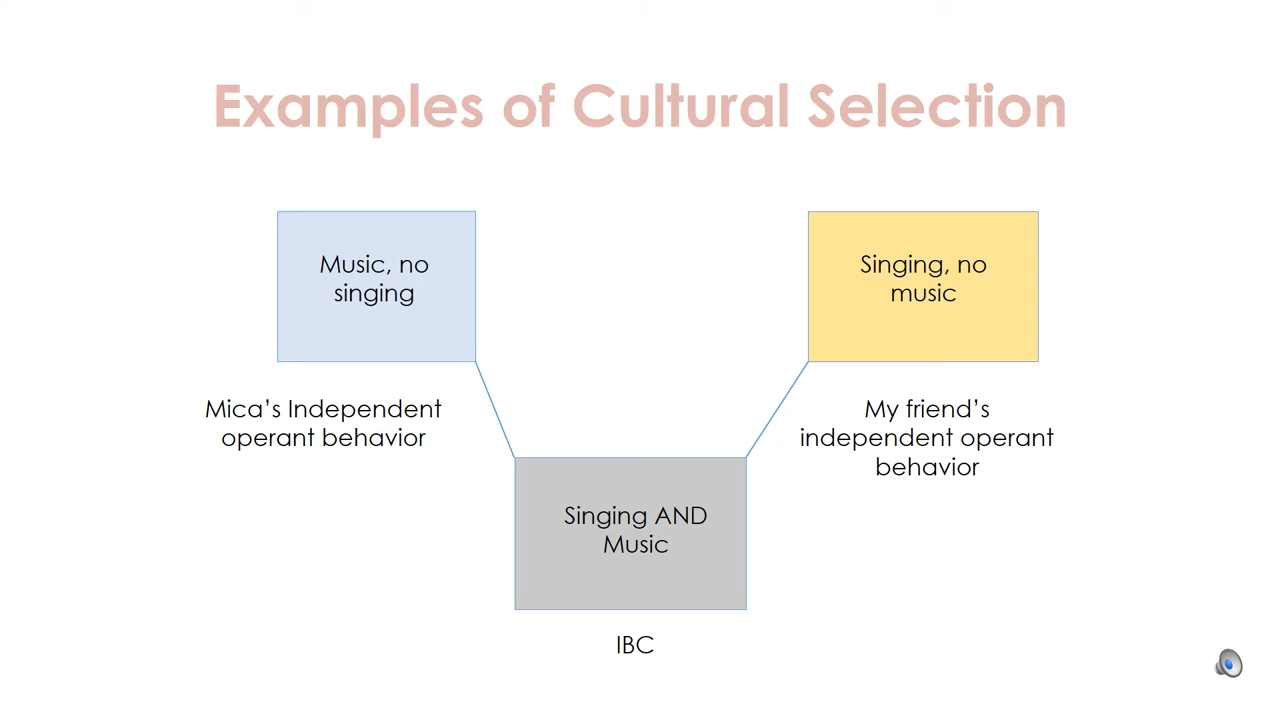 Examples of Cultural Selection
Music, no
singing
Singing, no
music
Mica’s Independent
operant behavior
My friend’s
independent operant
behavior
Singing AND
Music
IBC